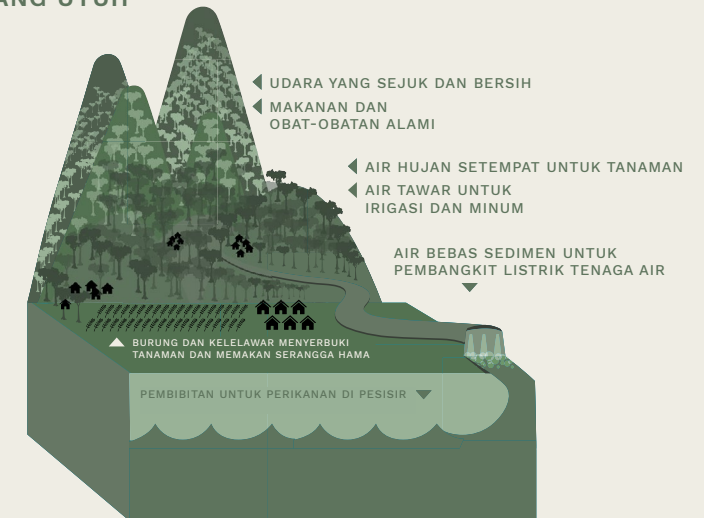 UTUH
UDARA YANG SEJUK DAN BERSIH
MAKANAN DAN
OBAT-OBATAN ALAMI
AIR HUJAN SETEMPAT UNTUK TANAMAN
AIR TAWAR UNTUK
IRIGASI DAN MINUM
AIR BEBAS SEDIMEN UNTUK
PEMBANGKIT LISTRIK TENAGA AIR
BURUNG DAN KELELAWAR MENYERBUKI
TANAMAN DAN MEMAKAN SERANGGA HAMA
PEMBIBITAN UNTUK PERIKANAN DI PESISIR